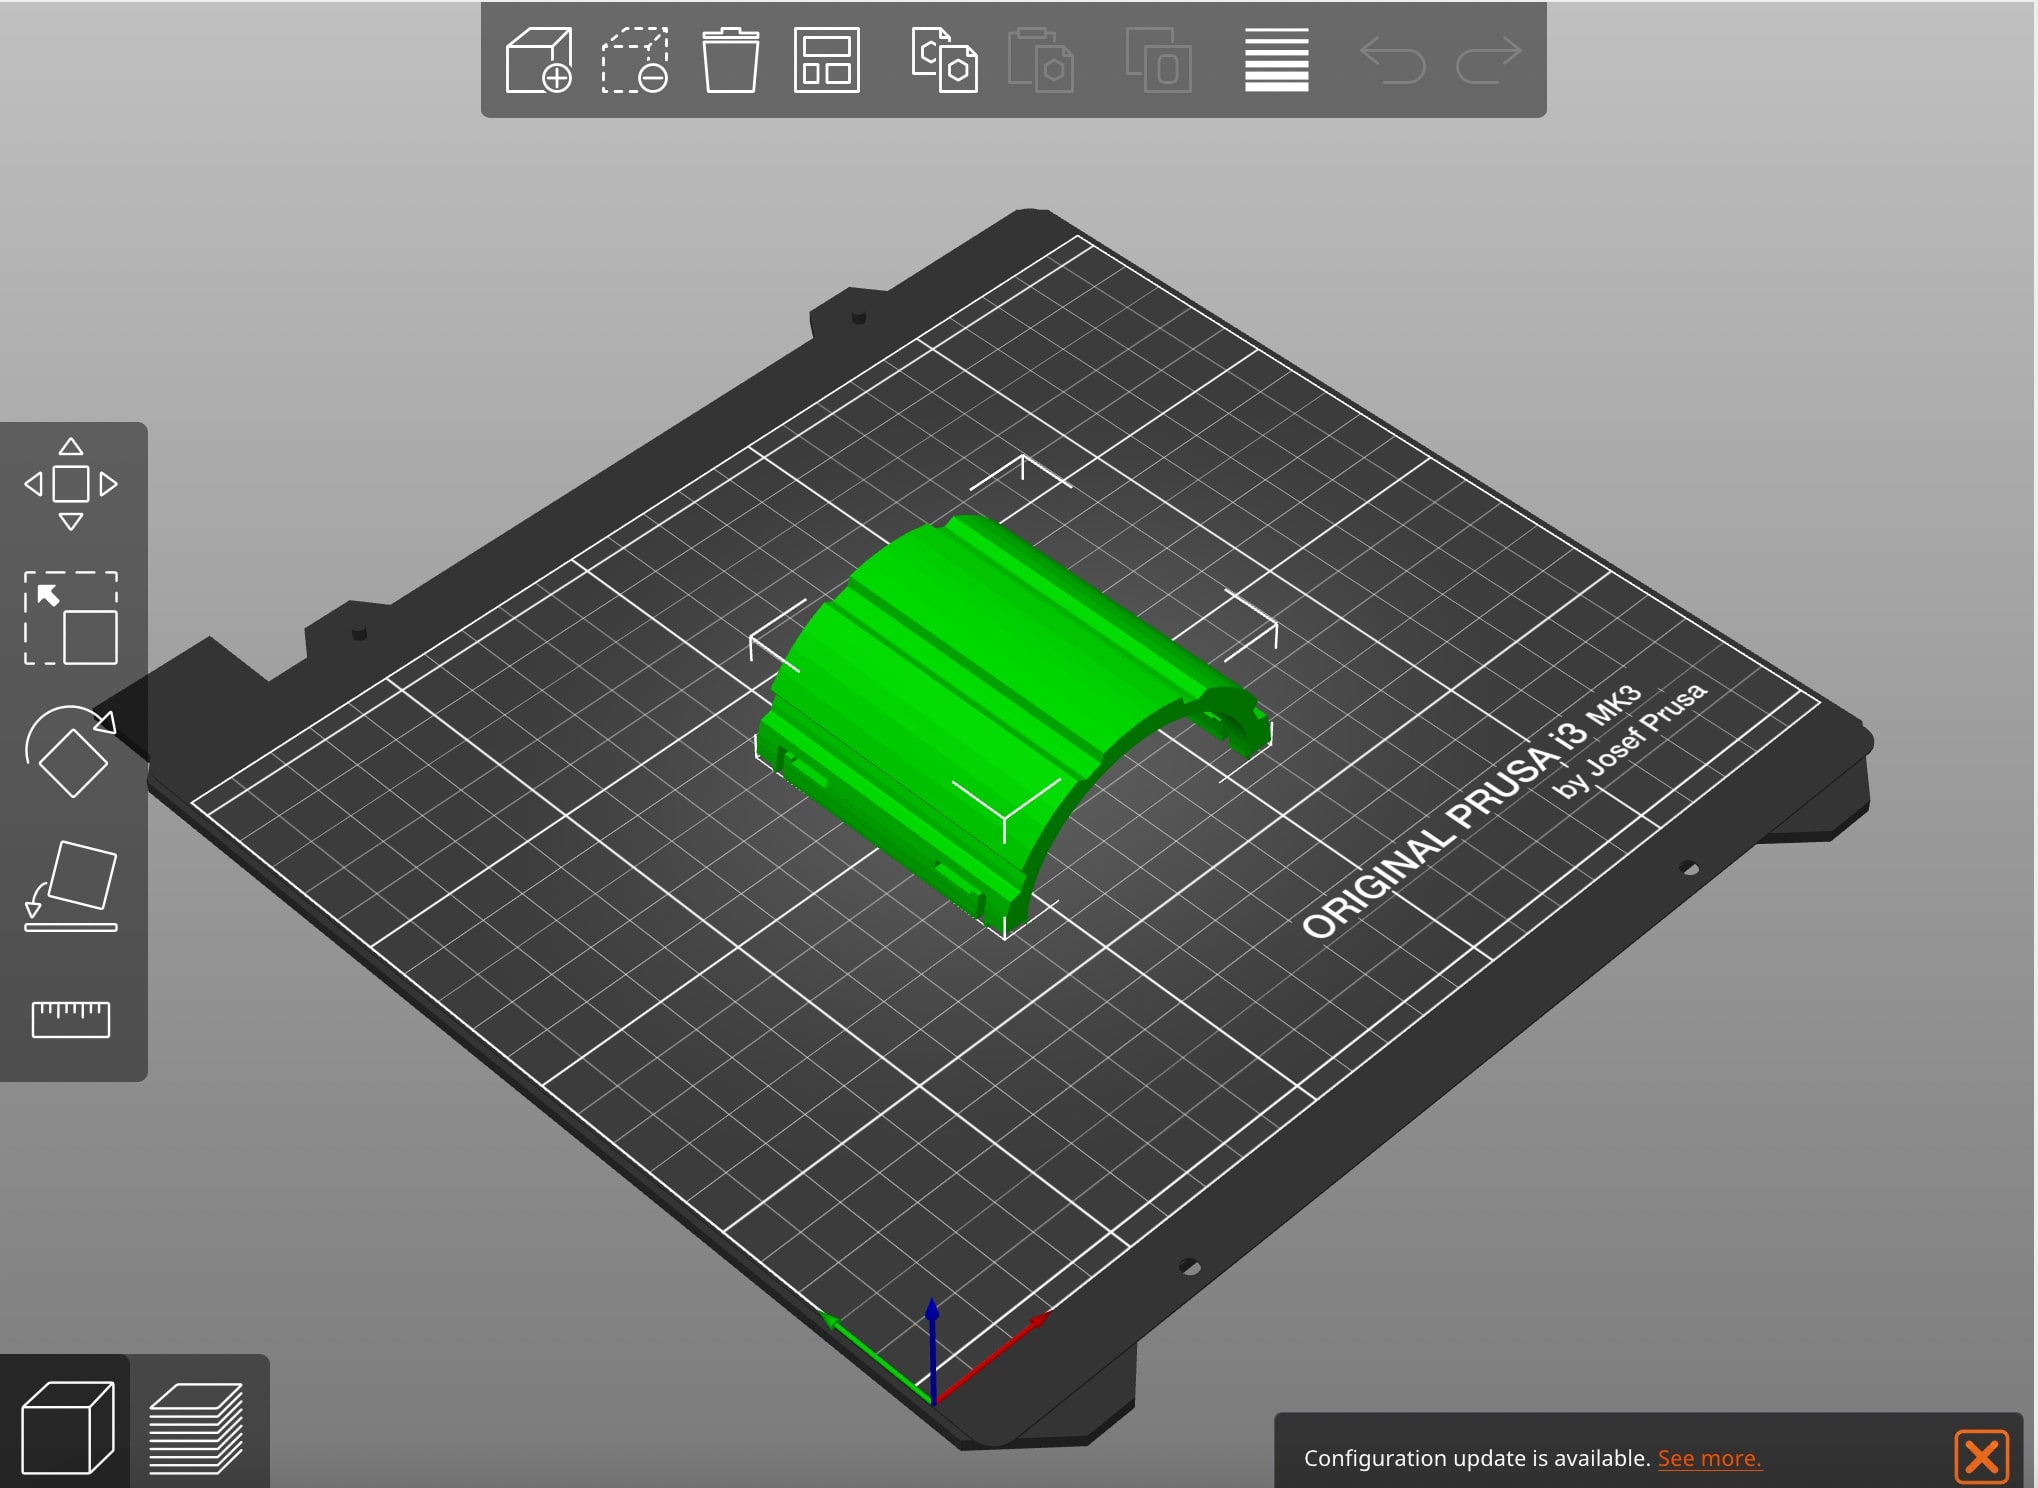 ORIGINAL PRUSA i3 MK3
by Josef Prusa
Configuration update is available. See more.